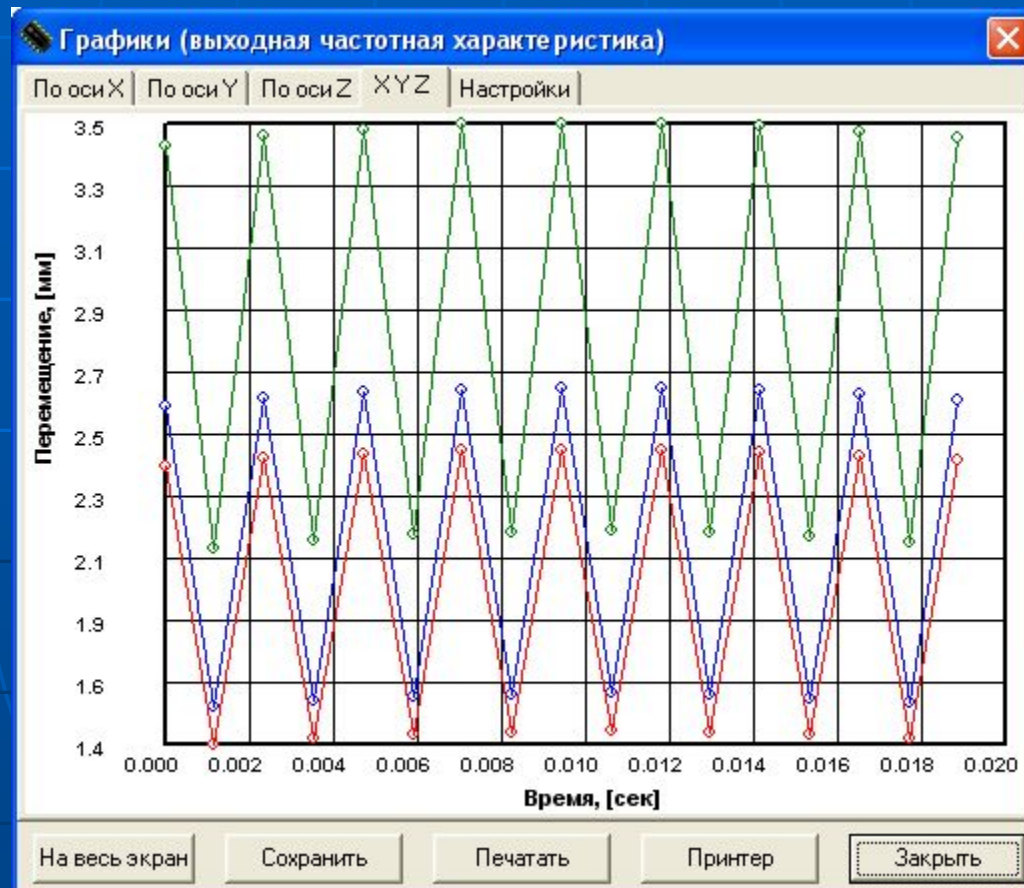 Графики (выходная частотная характеристика)
По оси X По оси Y По оси Z XYZ Настройки
3.5
3.3
3.1
2.9
2.7
2.5
2.3
2.1
1.9
1.6
1.4
Перемещение, [мм]
0.000 0.002 0.004 0.006 0.008 0.010 0.012 0.014 0.016 0.018 0.020
Время, [сек]
На весь экран Сохранить Печатать Принтер Закрыть